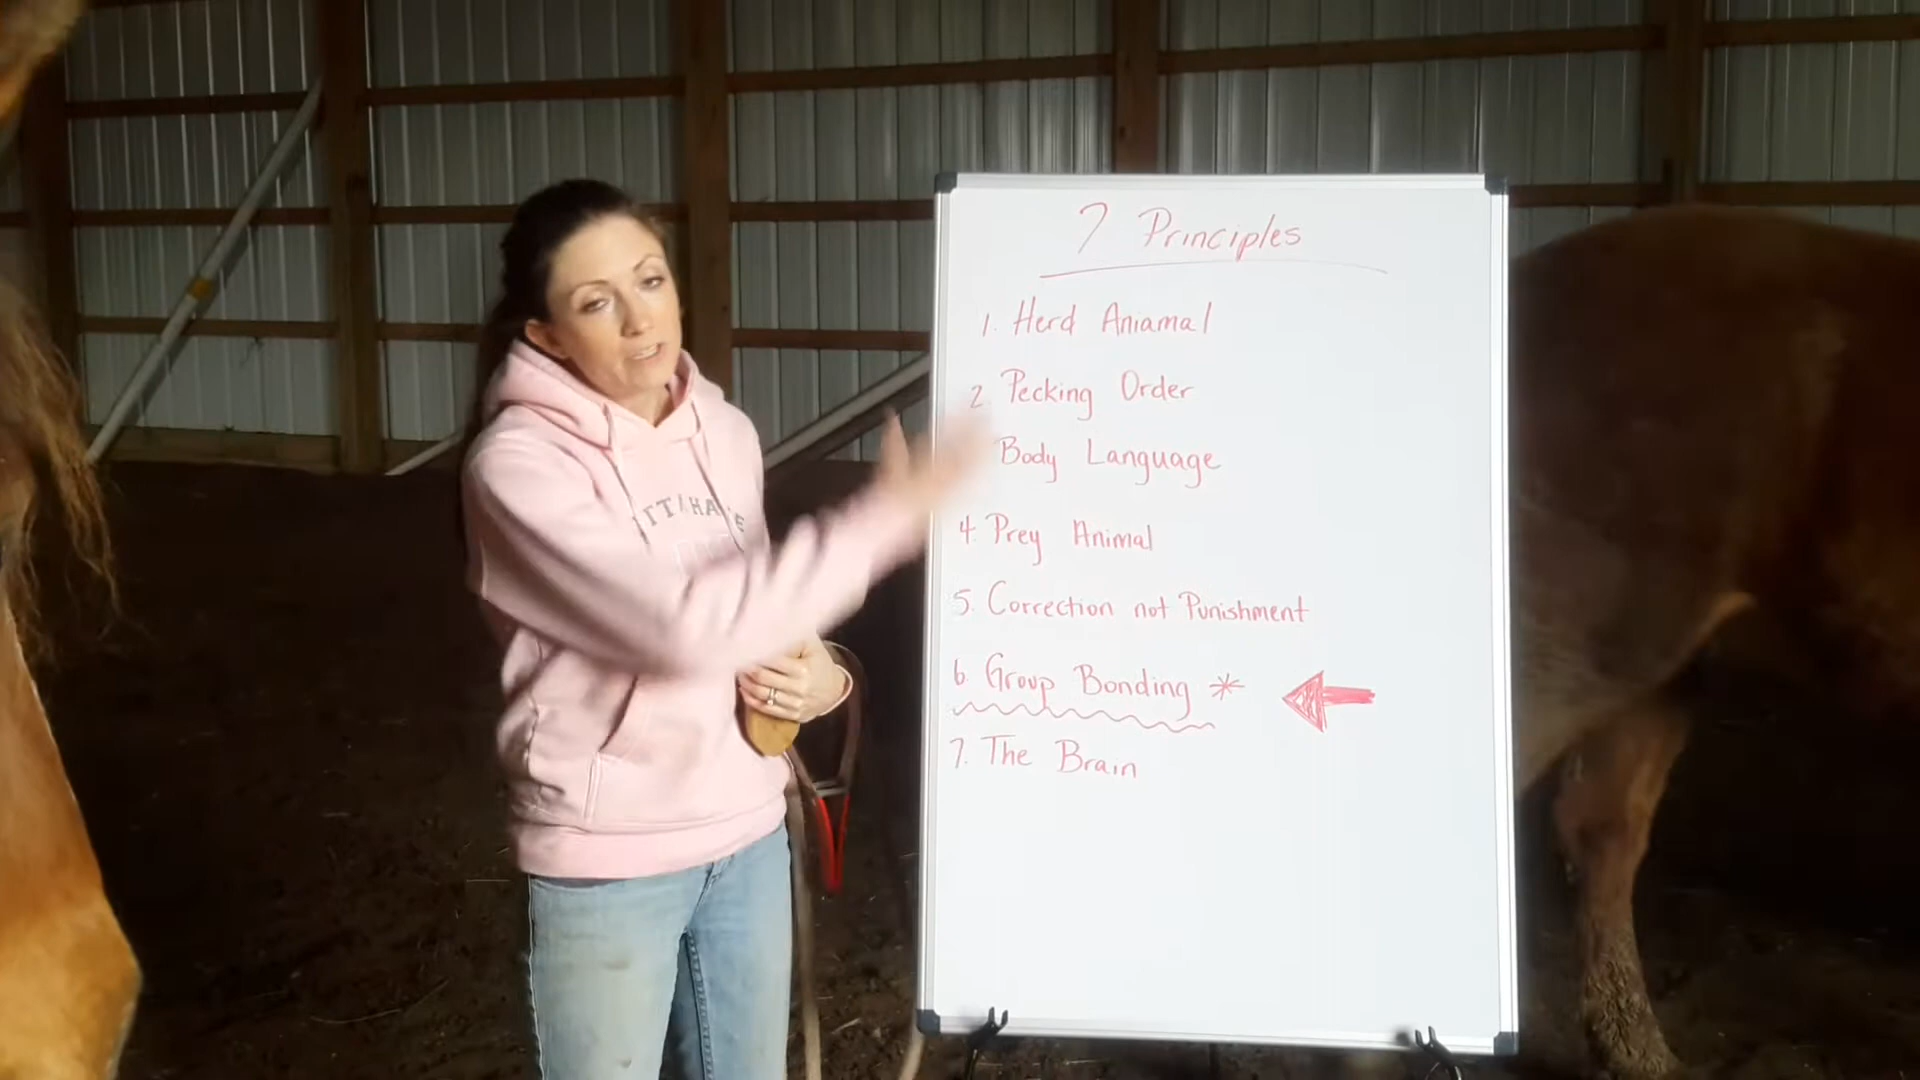 7 Principles
1. Herd Aniamal
2. Pecking Order
Body Language
4. Prey Animal
5. Correction not Punishment
6. Group Bonding *
7. The Brain